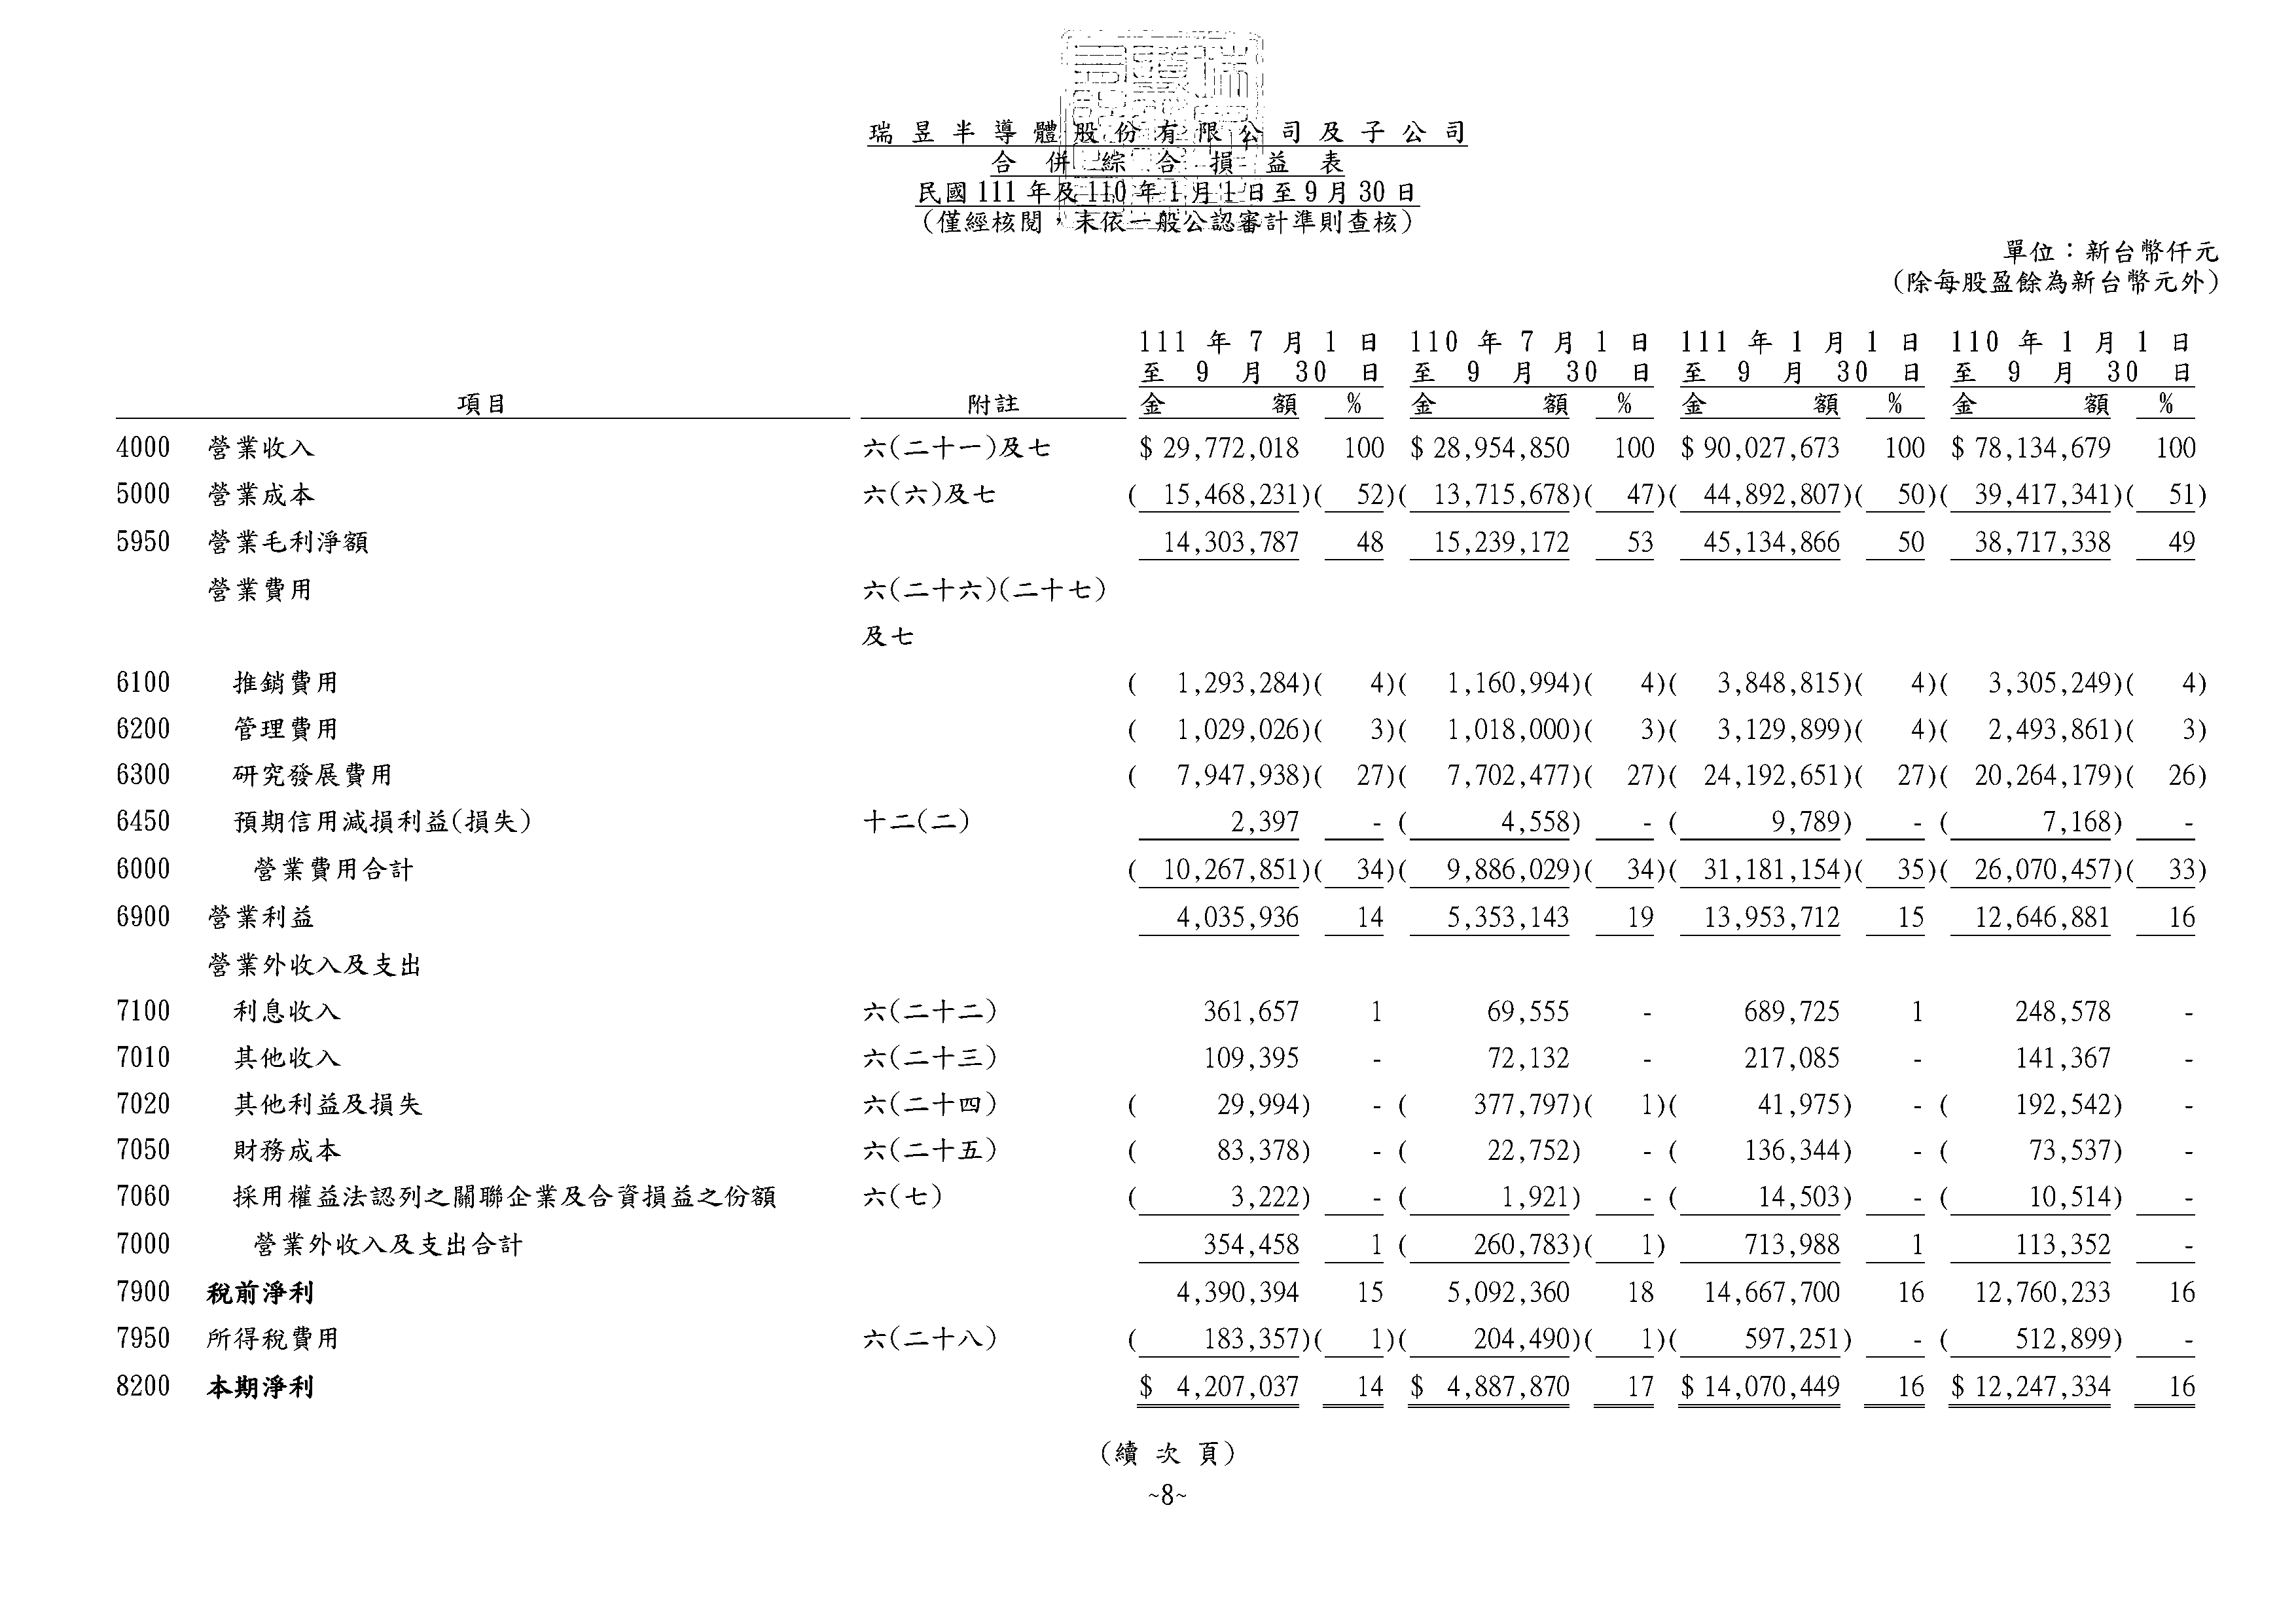 瑞昱半導體股份有限公司及子公司
合併綜合損益表
民國111年及110年1月1日至9月30日
(僅經核閱,未依一般公認審計準則查核)
單位:新台幣仟元
(除每股盈餘為新台幣元外)
111年7月1日 110年7月1日 111年1月1日 110年1月1日
至9月30日 至9月30日 至9月30日 至9月30日
項目 附註 金額 % 金額 % 金額 % 金額 %
4000 營業收入 六(二十一)及七 $ 29,772,018 100 $ 28,954,850 100 $ 90,027,673 100 $ 78,134,679 100
5000 營業成本 六(六)及七 ( 15,468,231)( 52)( 13,715,678)( 47)( 44,892,807)( 50)( 39,417,341)( 51)
5950 營業毛利淨額 14,303,787 48 15,239,172 53 45,134,866 50 38,717,338 49
營業費用 六(二十六)(二十七)
及七
6100 推銷費用 ( 1,293,284)( 4)( 1,160,994)( 4)( 3,848,815)( 4)( 3,305,249)( 4)
6200 管理費用 ( 1,029,026)( 3)( 1,018,000)( 3)( 3,129,899)( 4)( 2,493,861)( 3)
6300 研究發展費用 ( 7,947,938)( 27)( 7,702,477)( 27)( 24,192,651)( 27)( 20,264,179)( 26)
6450 預期信用減損利益(損失) 十二(二) 2,397 - ( 4,558) - ( 9,789) - ( 7,168) -
6000 營業費用合計 ( 10,267,851)( 34)( 9,886,029)( 34)( 31,181,154)( 35)( 26,070,457)( 33)
6900 營業利益 4,035,936 14 5,353,143 19 13,953,712 15 12,646,881 16
營業外收入及支出
7100 利息收入 六(二十二) 361,657 1 69,555 - 689,725 1 248,578 -
7010 其他收入 六(二十三) 109,395 - 72,132 - 217,085 - 141,367 -
7020 其他利益及損失 六(二十四) ( 29,994) - ( 377,797)( 1)( 41,975) - ( 192,542) -
7050 財務成本 六(二十五) ( 83,378) - ( 22,752) - ( 136,344) - ( 73,537) -
7060 採用權益法認列之關聯企業及合資損益之份額 六(七) ( 3,222) - ( 1,921) - ( 14,503) - ( 10,514) -
7000 營業外收入及支出合計 354,458 1 ( 260,783)( 1) 713,988 1 113,352 -
7900 稅前淨利 4,390,394 15 5,092,360 18 14,667,700 16 12,760,233 16
7950 所得稅費用 六(二十八) ( 183,357)( 1)( 204,490)( 1)( 597,251) - ( 512,899) -
8200 本期淨利 $ 4,207,037 14 $ 4,887,870 17 $ 14,070,449 16 $ 12,247,334 16
(續次頁)
~8~